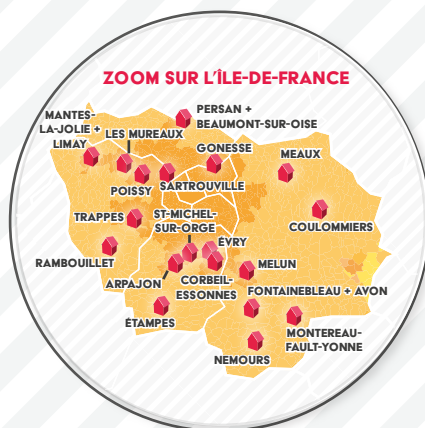 ZOOM SUR L'ÎLE-DE-FRANCE
MANTES-
LA-JOLIE +
LIMAY
LES MUREAUX
PERSAN +
BEAUMONT-SUR-OISE
GONESSE
MEAUX
POISSY
SARTROUVILLE
TRAPPES
ST-MICHEL-
SUR-ORGE
COULOMMIERS
ÉVRY
RAMBOUILLET
ARPAJON
CORBEIL-
ESSONNES
MELUN
FONTAINEBLEAU + AVON
ÉTAMPES
MONTEREAU-
FAULT-YONNE
NEMOURS